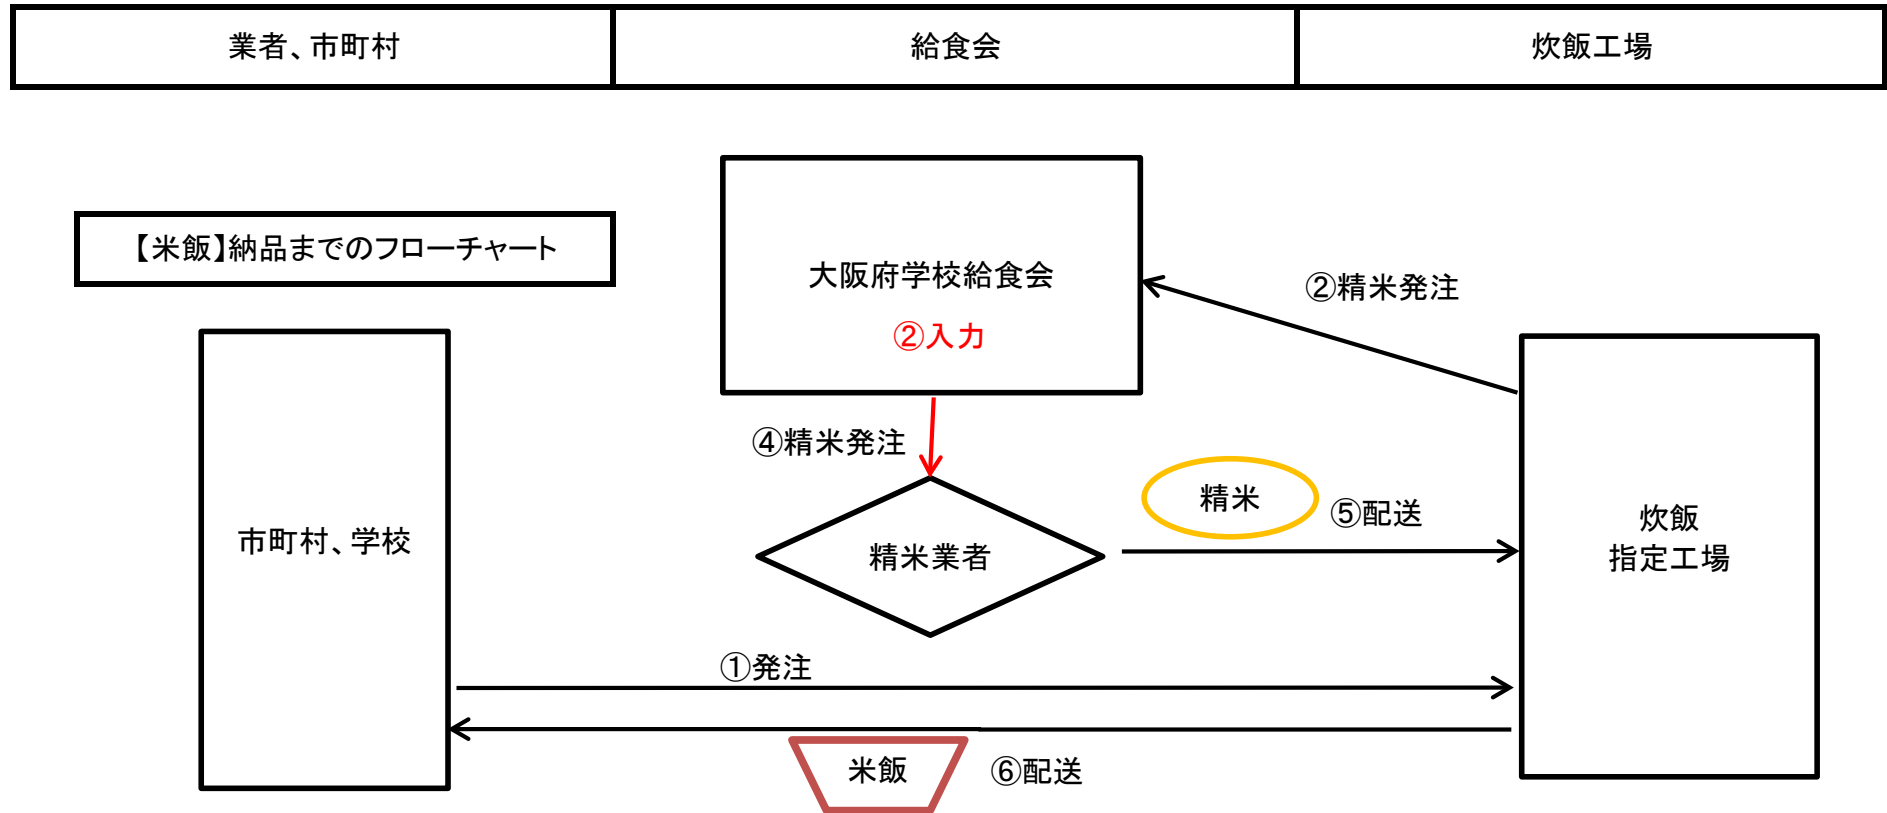 業者、市町村
給食会
炊飯工場
【米飯】納品までのフローチャート
大阪府学校給食会
②入力
②精米発注
④精米発注
精米
⑤配送
市町村、学校
精米業者
炊飯
指定工場
①発注
米飯
⑥配送